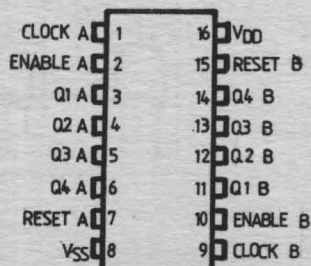 CLOCK A 1 16 VDD
ENABLE A 2 15 RESET B
Q1 A 3 14 Q4 B
Q2 A 4 13 Q3 B
Q3 A 5 12 Q2 B
Q4 A 6 11 Q1 B
RESET A 7 10 ENABLE B
VSS 8 9 CLOCK B